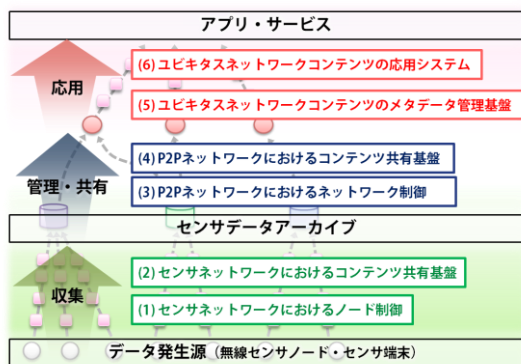 アプリ・サービス
応用
(6) ユビキタスネットワークコンテンツの応用システム
(5) ユビキタスネットワークコンテンツのメタデータ管理基盤
管理・共有
(4) P2Pネットワークにおけるコンテンツ共有基盤
(3) P2Pネットワークにおけるネットワーク制御
センサデータアーカイブ
収集
(2) センサネットワークにおけるコンテンツ共有基盤
(1) センサネットワークにおけるノード制御
データ発生源（無線センサノード・センサ端末）